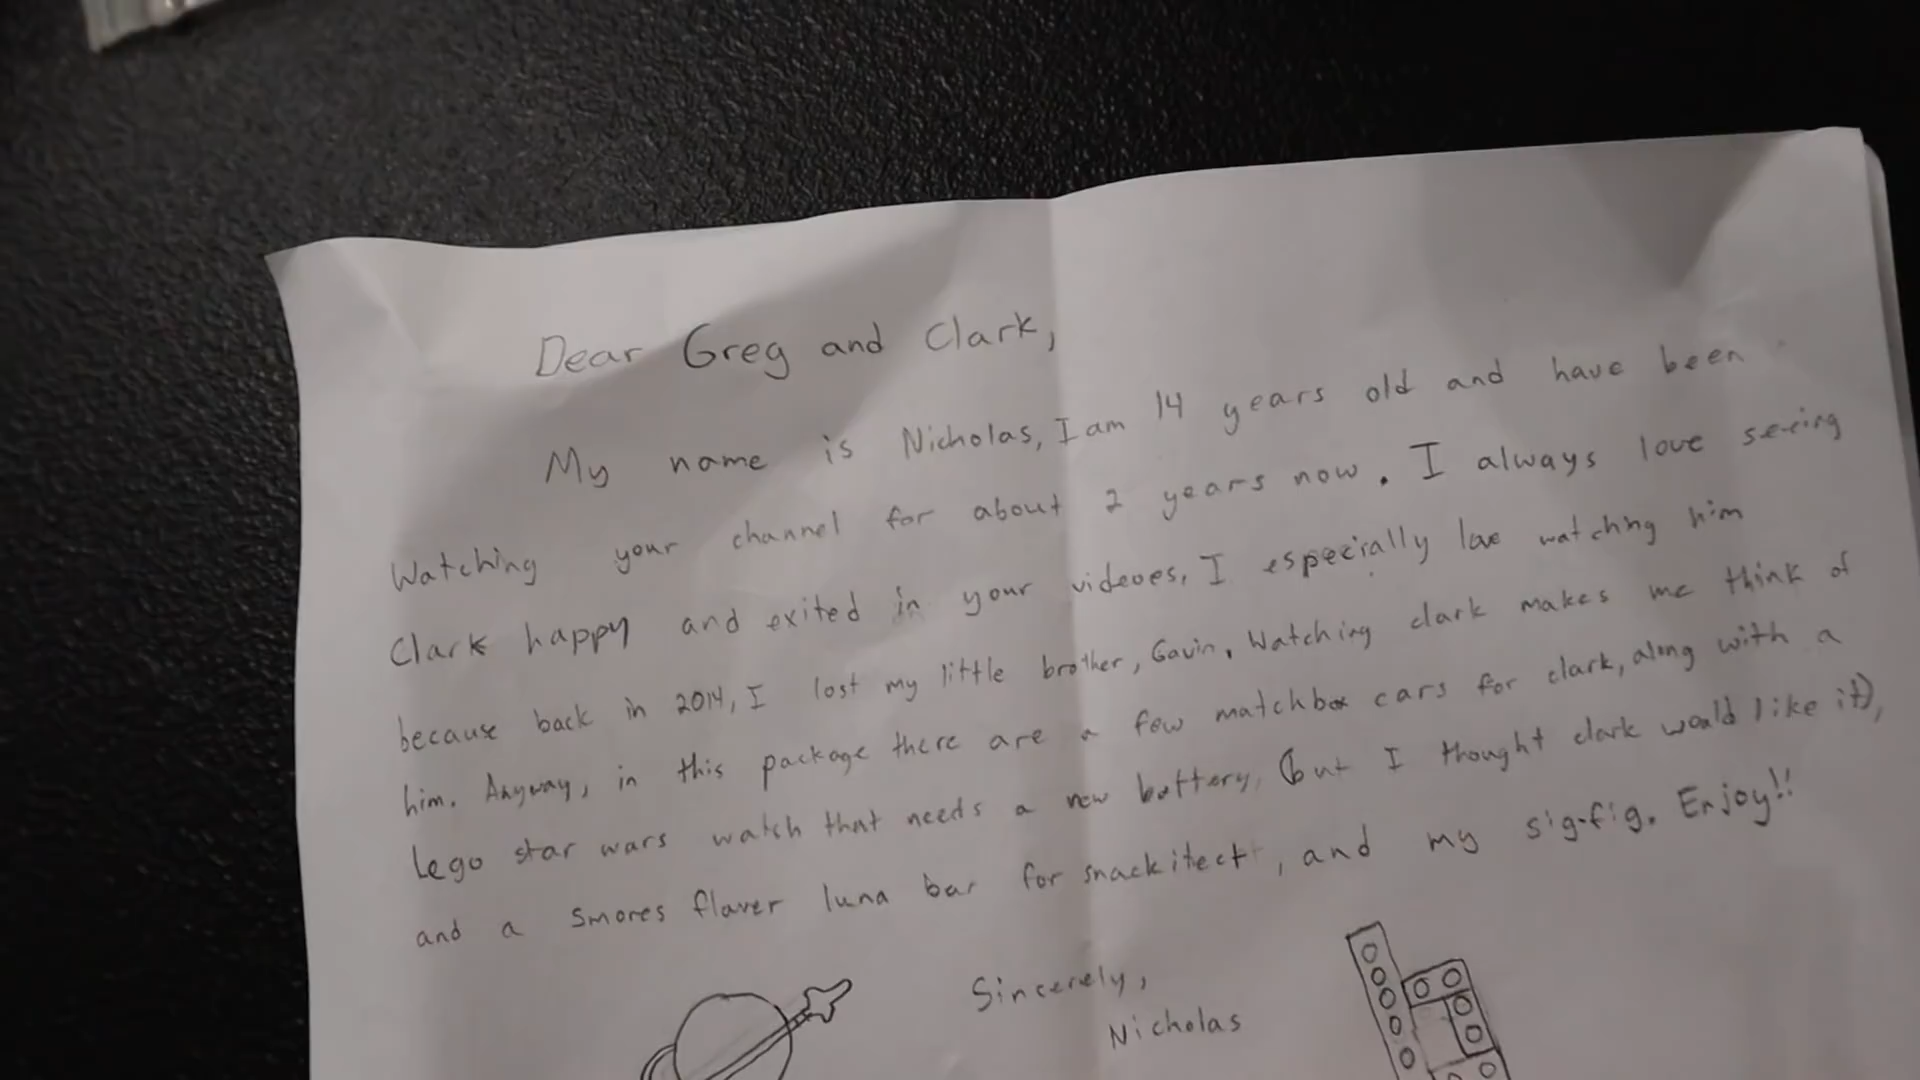 Dear Greg and Clark,
My name is Nicholas, I am 14 years old and have been
Watching your channel for about 2 years now. I always love seeing
Clark happy and exited in your videoes, I especially love watching him
because back in 2014, I lost my little brother, Gavin. Watching clark makes me think of
him. Anyway, in this package there are a few matchbox cars for clark, along with a
Lego star wars watch that needs a new battery, (but I thought clark would like it),
and a smores flaver luna bar for snackitect, and my sig-fig. Enjoy!!
Sincerely,
Nicholas